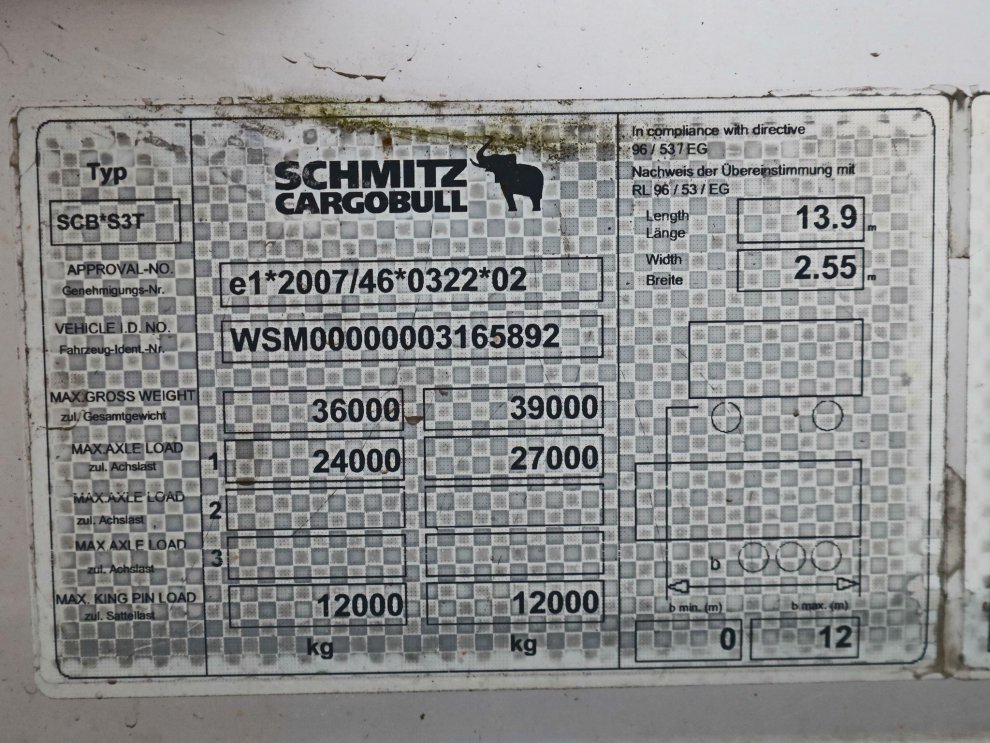 Typ
SCB*S3T
SCHMITZ
CARGOBULL
APPROVAL-NO.
Genehmigungs-Nr.
e1*2007/46*0322*02
VEHICLE I.D. NO.
Fahrzeug-Ident.-Nr.
WSM00000003165892
MAX.GROSS WEIGHT
zul. Gesamtgewicht
36000 39000
MAX.AXLE LOAD
zul. Achslast
1 24000 27000
MAX.AXLE LOAD
zul. Achslast
2
MAX.AXLE LOAD
zul. Achslast
3
MAX. KING PIN LOAD
zul. Sattellast
12000 12000
kg kg
In compliance with directive
96 / 53 / EG
Nachweis der Übereinstimmung mit
RL 96 / 53 / EG
Length
Länge
13.9 m
Width
Breite
2.55 m
b
b min. (m) b max. (m)
0 12